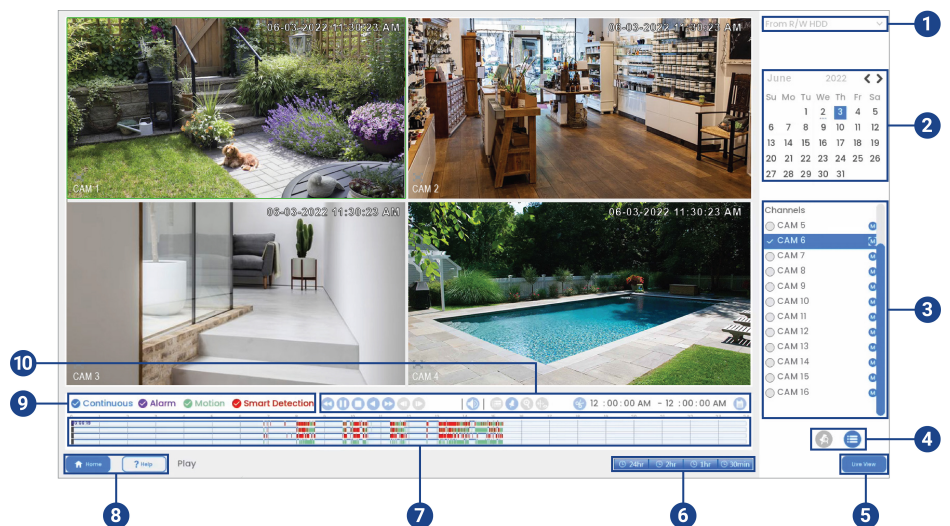 06-03-2022 11:30:23 AM
CAM 1
06-03-2022 11:30:23 AM
CAM 2
06-03-2022 11:30:23 AM
CAM 3
06-03-2022 11:30:23 AM
CAM 4
From R/W HDD
1
June 2022
Su Mo Tu We Th Fr Sa
1 2 3 4 5
6 7 8 9 10 11 12
13 14 15 16 17 18 19
20 21 22 23 24 25 26
27 28 29 30 31
2
Channels
CAM 5 M
CAM 6 M
CAM 7 M
CAM 8 M
CAM 9 M
CAM 10 M
CAM 11 M
CAM 12 M
CAM 13 M
CAM 14 M
CAM 15 M
CAM 16 M
3
10
9
Continuous Alarm Motion Smart Detection
12 : 00 : 00 AM - 12 : 00 : 00 AM
4
Home ? Help Play
24hr 2hr 1hr 30min
Live View
8
7
6
5